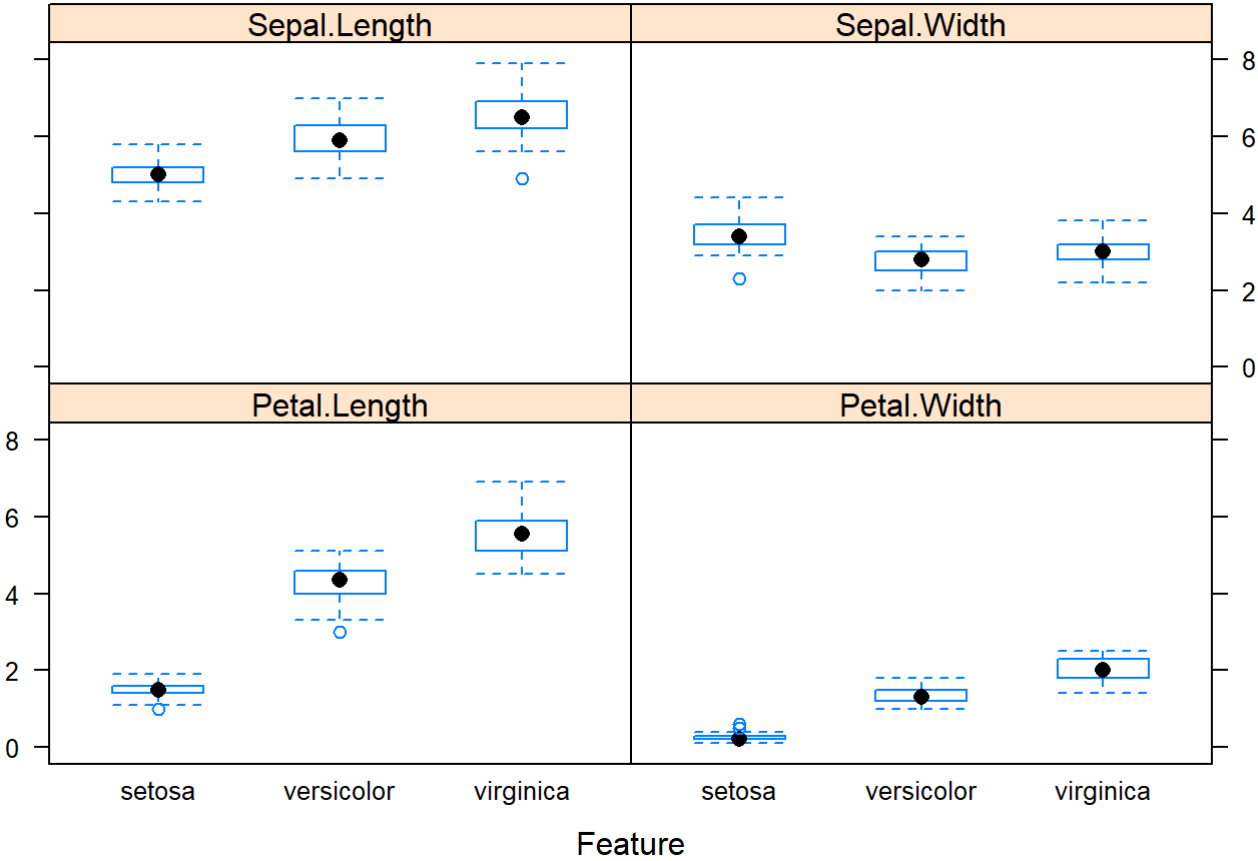 Sepal.Length Sepal.Width
8
6
4
2
0
Petal.Length Petal.Width
8
6
4
2
0
setosa versicolor virginica setosa versicolor virginica
Feature